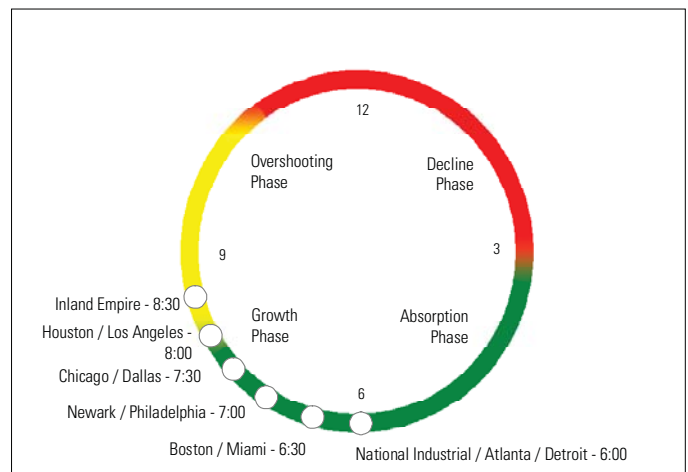 12
Overshooting
Phase
Decline
Phase
9
3
Inland Empire - 8:30
Growth
Phase
Absorption
Phase
Houston / Los Angeles -
8:00
Chicago / Dallas - 7:30
6
Newark / Philadelphia - 7:00
Boston / Miami - 6:30
National Industrial / Atlanta / Detroit - 6:00